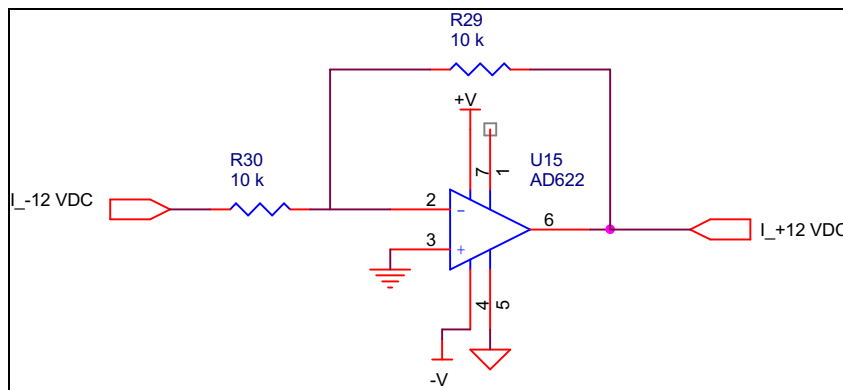 R29
10 k
+V
R30
10 k
7
1
U15
AD622
I_-12 VDC
2
-
6
3
+
I_+12 VDC
4
5
-V